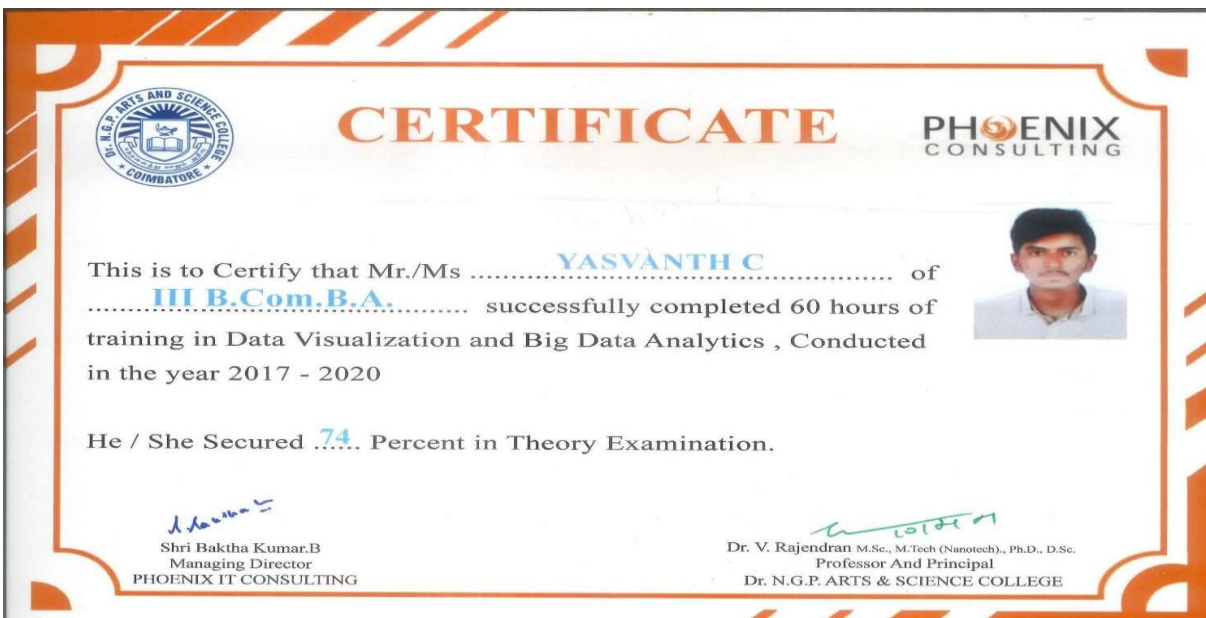 Dr. N.G.P. ARTS AND SCIENCE COLLEGE
* COIMBATORE *
CERTIFICATE
PHOENIX
CONSULTING
This is to Certify that Mr./Ms .......YASVANTH C....... of
.......III B.Com.B.A........ successfully completed 60 hours of
training in Data Visualization and Big Data Analytics , Conducted
in the year 2017 - 2020
He / She Secured ..74.. Percent in Theory Examination.
Shri Baktha Kumar.B
Managing Director
PHOENIX IT CONSULTING
Dr. V. Rajendran M.Sc., M.Tech (Nanotech)., Ph.D., D.Sc.
Professor And Principal
Dr. N.G.P. ARTS & SCIENCE COLLEGE